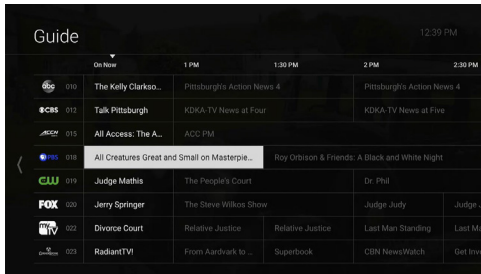 Guide
12:39 PM
On Now 1 PM 1:30 PM 2 PM 2:30 PM
abc 010 The Kelly Clarkso... Pittsburgh's Action News 4 Pittsburgh's Action News 4
CBS 012 Talk Pittsburgh KDKA-TV News at Four KDKA-TV News at Five
ACCN 015 All Access: The A... ACC PM
PBS 018 All Creatures Great and Small on Masterpie... Roy Orbison & Friends: A Black and White Night
CW 019 Judge Mathis The People's Court Dr. Phil
FOX 020 Jerry Springer The Steve Wilkos Show Judge Judy Judge J
my tv 022 Divorce Court Relative Justice Relative Justice Last Man Standing Last Ma
023 RadiantTV! From Aardvark to ... Superbook CBN NewsWatch Get Inv